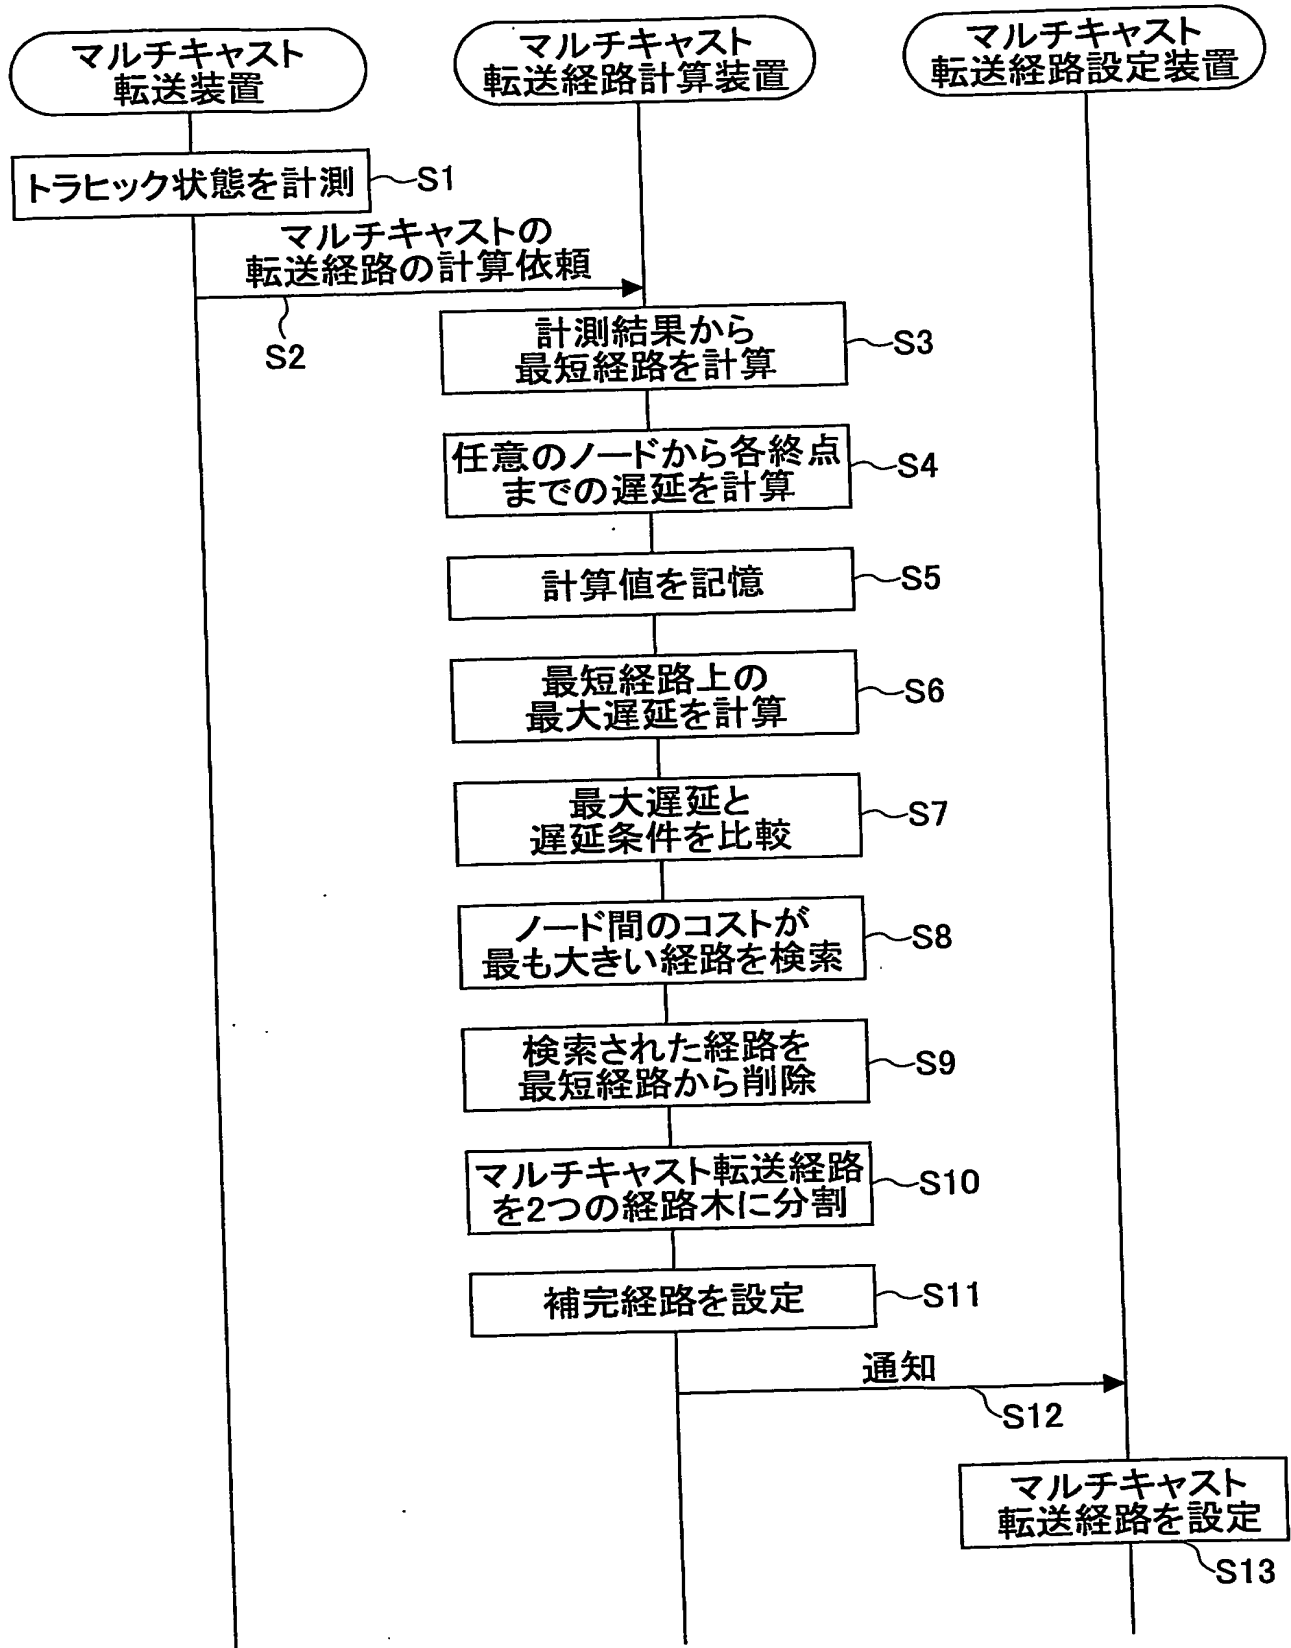 マルチキャスト
転送装置
マルチキャスト
転送経路計算装置
マルチキャスト
転送経路設定装置
トラヒック状態を計測
S1
マルチキャストの
転送経路の計算依頼
S2
計測結果から
最短経路を計算
S3
任意のノードから各終点
までの遅延を計算
S4
計算値を記憶
S5
最短経路上の
最大遅延を計算
S6
最大遅延と
遅延条件を比較
S7
ノード間のコストが
最も大きい経路を検索
S8
検索された経路を
最短経路から削除
S9
マルチキャスト転送経路
を2つの経路木に分割
S10
補完経路を設定
S11
通知
S12
マルチキャスト
転送経路を設定
S13